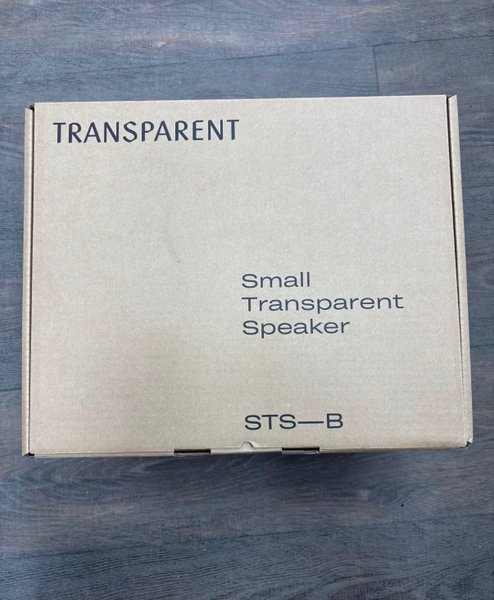 TRANSPARENT
Small
Transparent
Speaker
STS—B